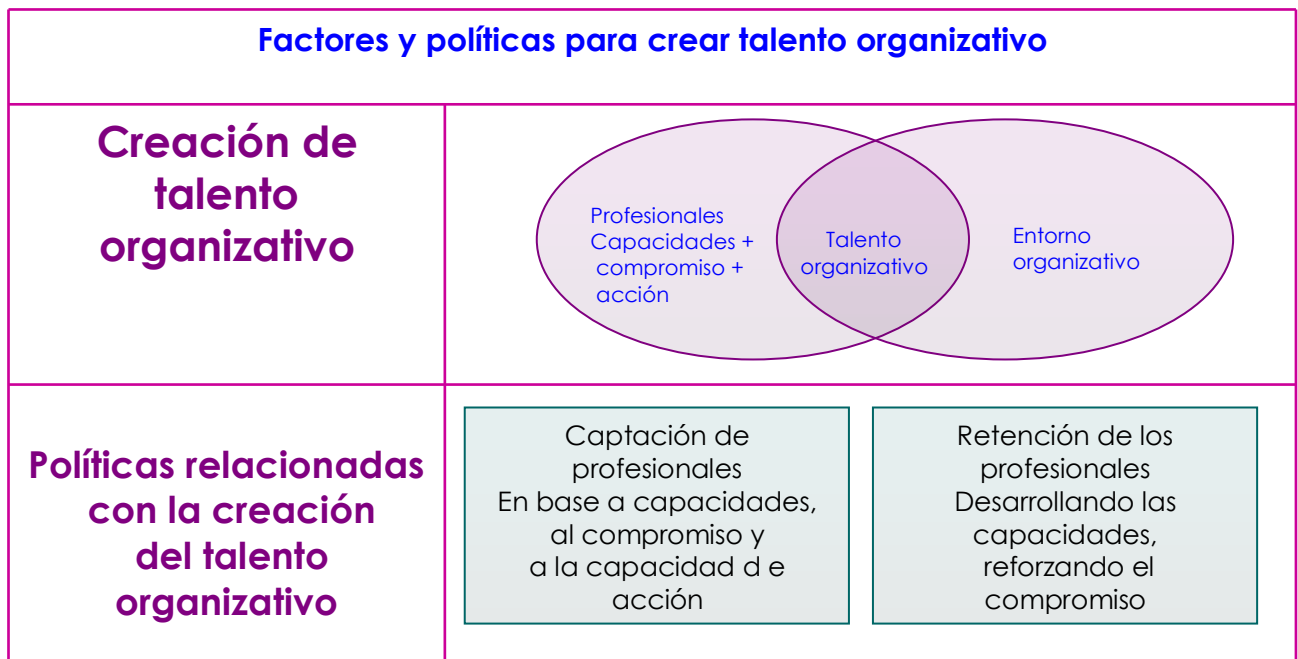 Factores y políticas para crear talento organizativo
Creación de
talento
organizativo
Profesionales
Capacidades +
compromiso +
acción
Talento
organizativo
Entorno
organizativo
Políticas relacionadas
con la creación
del talento
organizativo
Captación de
profesionales
En base a capacidades,
al compromiso y
a la capacidad d e
acción
Retención de los
profesionales
Desarrollando las
capacidades,
reforzando el
compromiso